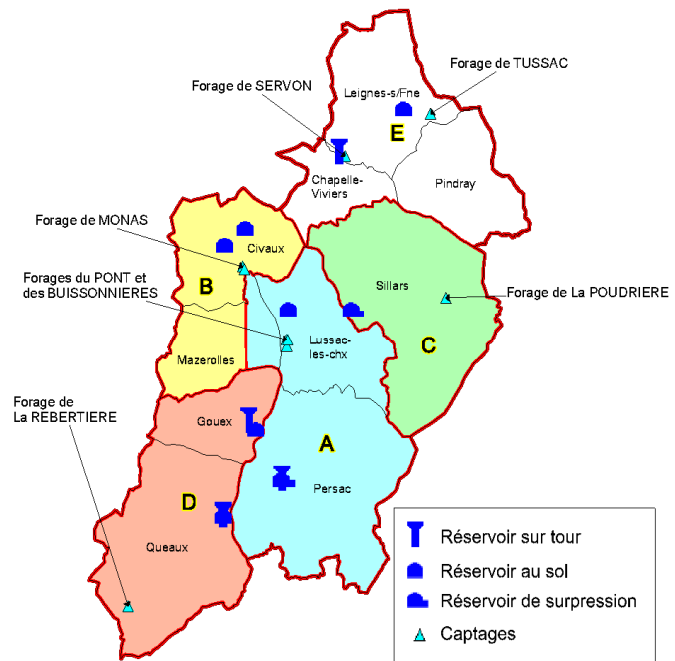 Forage de TUSSAC
Forage de SERVON
Leignes-s/Fne
E
Chapelle-
Viviers
Pindray
Forage de MONAS
Civaux
Forages du PONT et
des BUISSONNIERES
B
Sillars
Forage de La POUDRIERE
Lussac-
les-chx
C
Mazerolles
Forage de
La REBERTIERE
Gouex
A
Persac
D
Queaux
Réservoir sur tour
Réservoir au sol
Réservoir de surpression
Captages